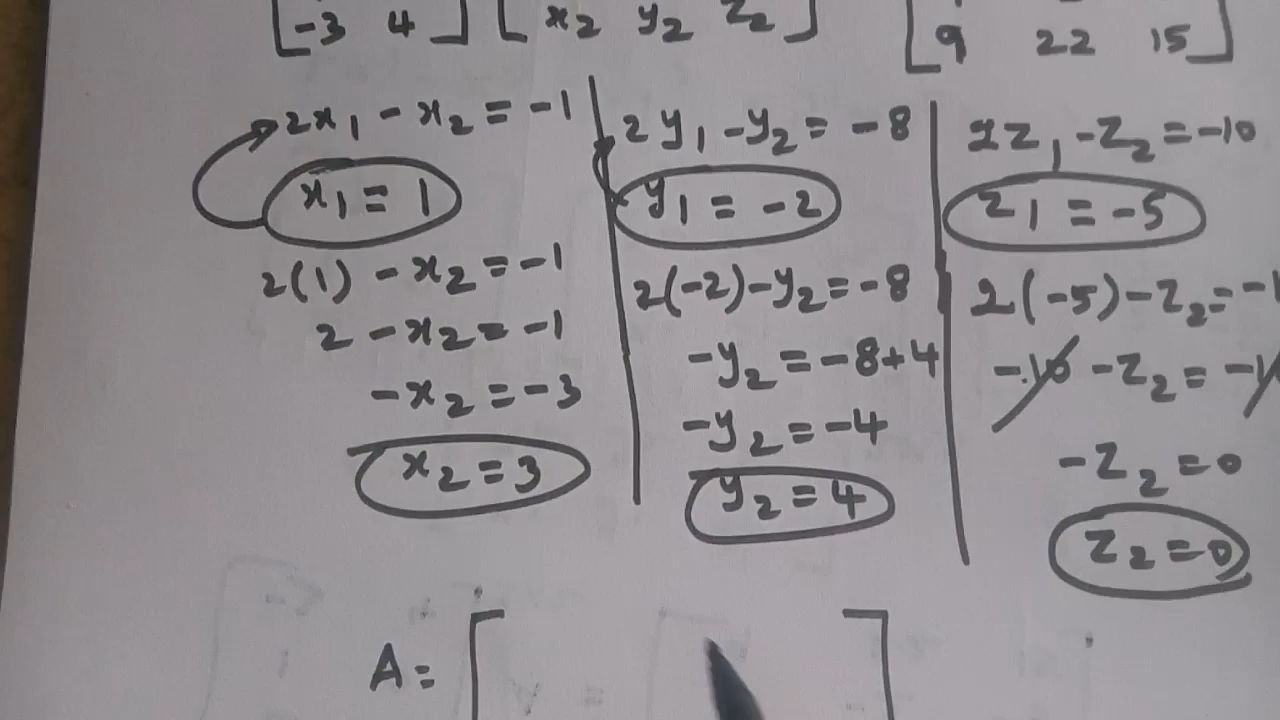 -3 4 x2 y2 z2 9 22 15
2x1 - x2 = -1
x1 = 1
2(1) - x2 = -1
2 - x2 = -1
-x2 = -3
x2 = 3
2y1 - y2 = -8
y1 = -2
2(-2) - y2 = -8
-y2 = -8+4
-y2 = -4
y2 = 4
2z1 - z2 = -10
z1 = -5
2(-5) - z2 = -1
-10 - z2 = -1
-z2 = 0
z2 = 0
A = [ ]